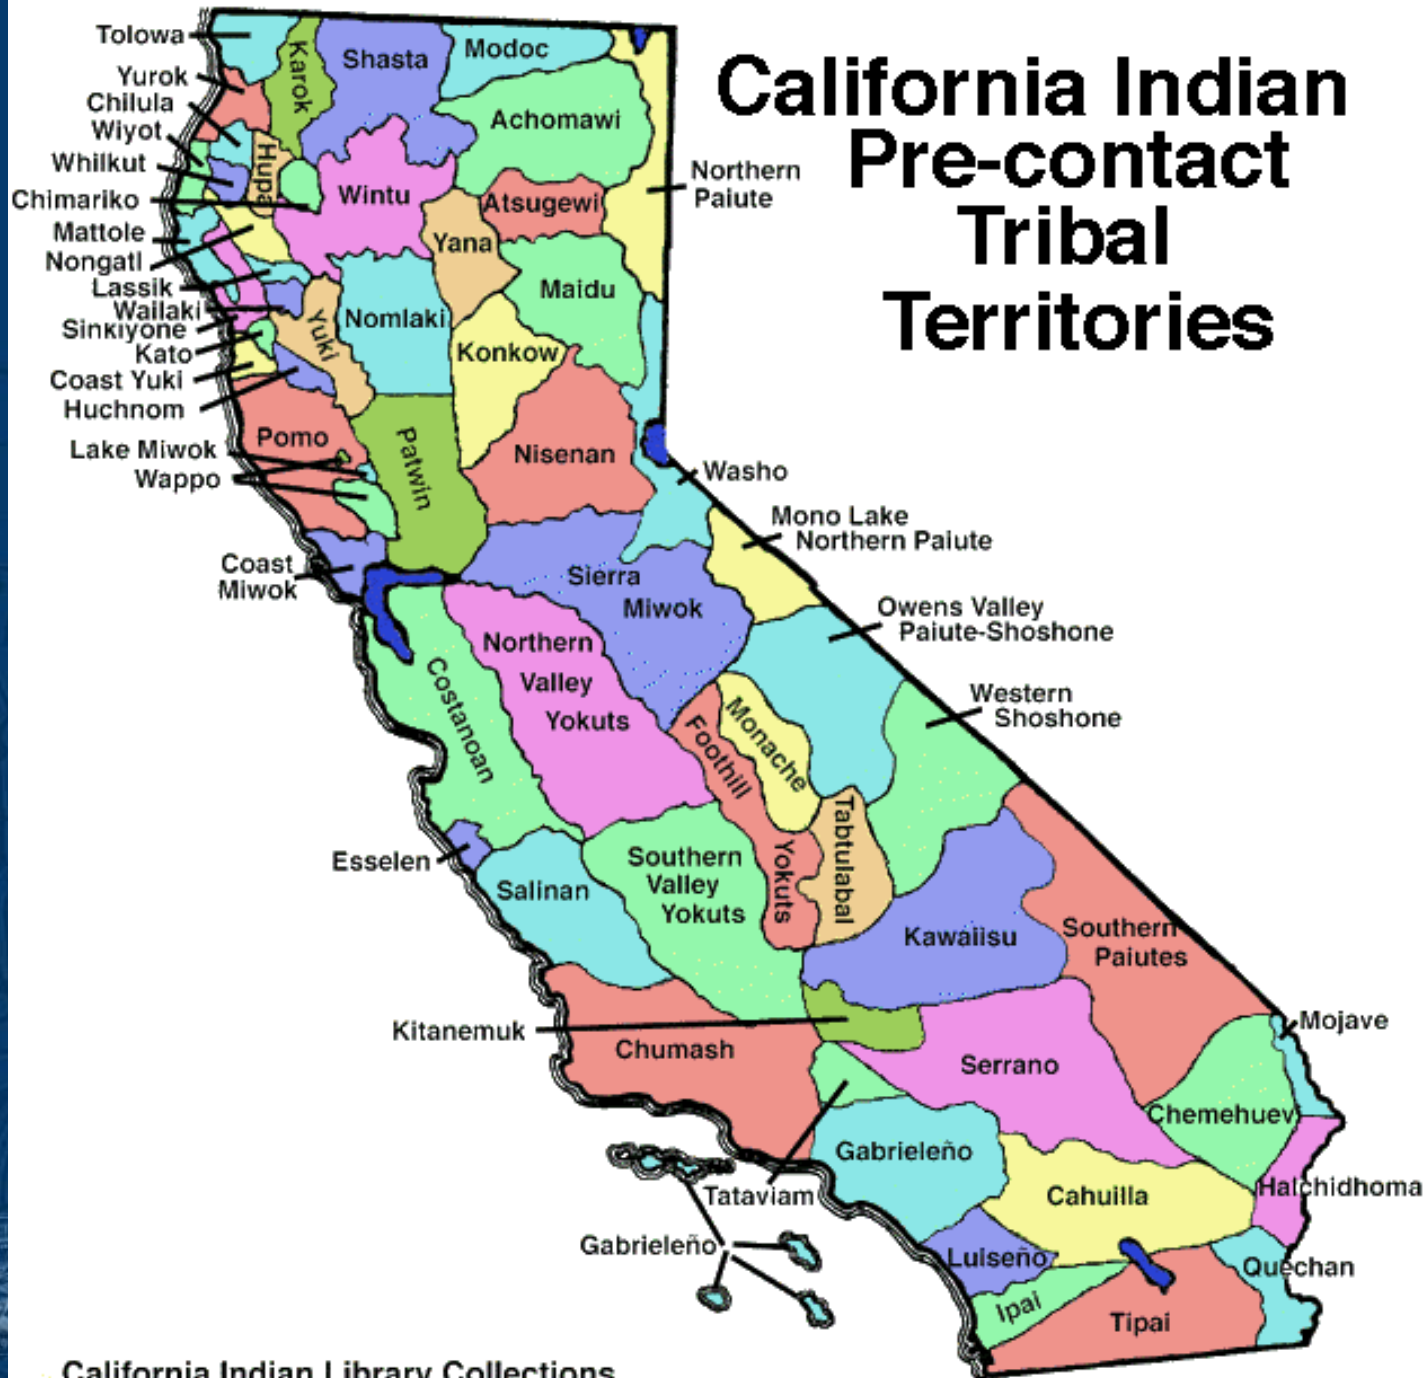 California Indian
Pre-contact
Tribal
Territories
Tolowa
Yurok
Chilula
Wiyot
Whilkut
Chimariko
Mattole
Nongatl
Lassik
Wailaki
Sinkiyone
Kato
Coast Yuki
Huchnom
Lake Miwok
Wappo
Coast
Miwok
Karok
Shasta
Modoc
Achomawi
Hupa
Wintu
Atsugewi
Yana
Northern
Paiute
Maidu
Yuki
Nomlaki
Konkow
Pomo
Patwin
Nisenan
Washo
Mono Lake
Northern Paiute
Sierra
Miwok
Owens Valley
Paiute-Shoshone
Northern
Valley
Yokuts
Costanoan
Western
Shoshone
Monache
Foothill
Yokuts
Tabtulabal
Esselen
Salinan
Southern
Valley
Yokuts
Kawaiisu
Southern
Paiutes
Kitanemuk
Chumash
Serrano
Mojave
Chemehuevi
Gabrieleño
Tataviam
Cahuilla
Halchidhoma
Gabrieleño
Luiseño
Quechan
Ipai
Tipai
California Indian Library Collections